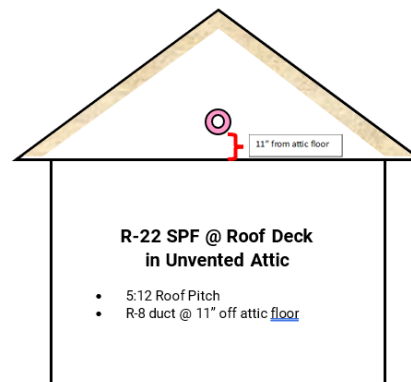 11" from attic floor
R-22 SPF @ Roof Deck
in Unvented Attic
• 5:12 Roof Pitch
• R-8 duct @ 11” off attic floor